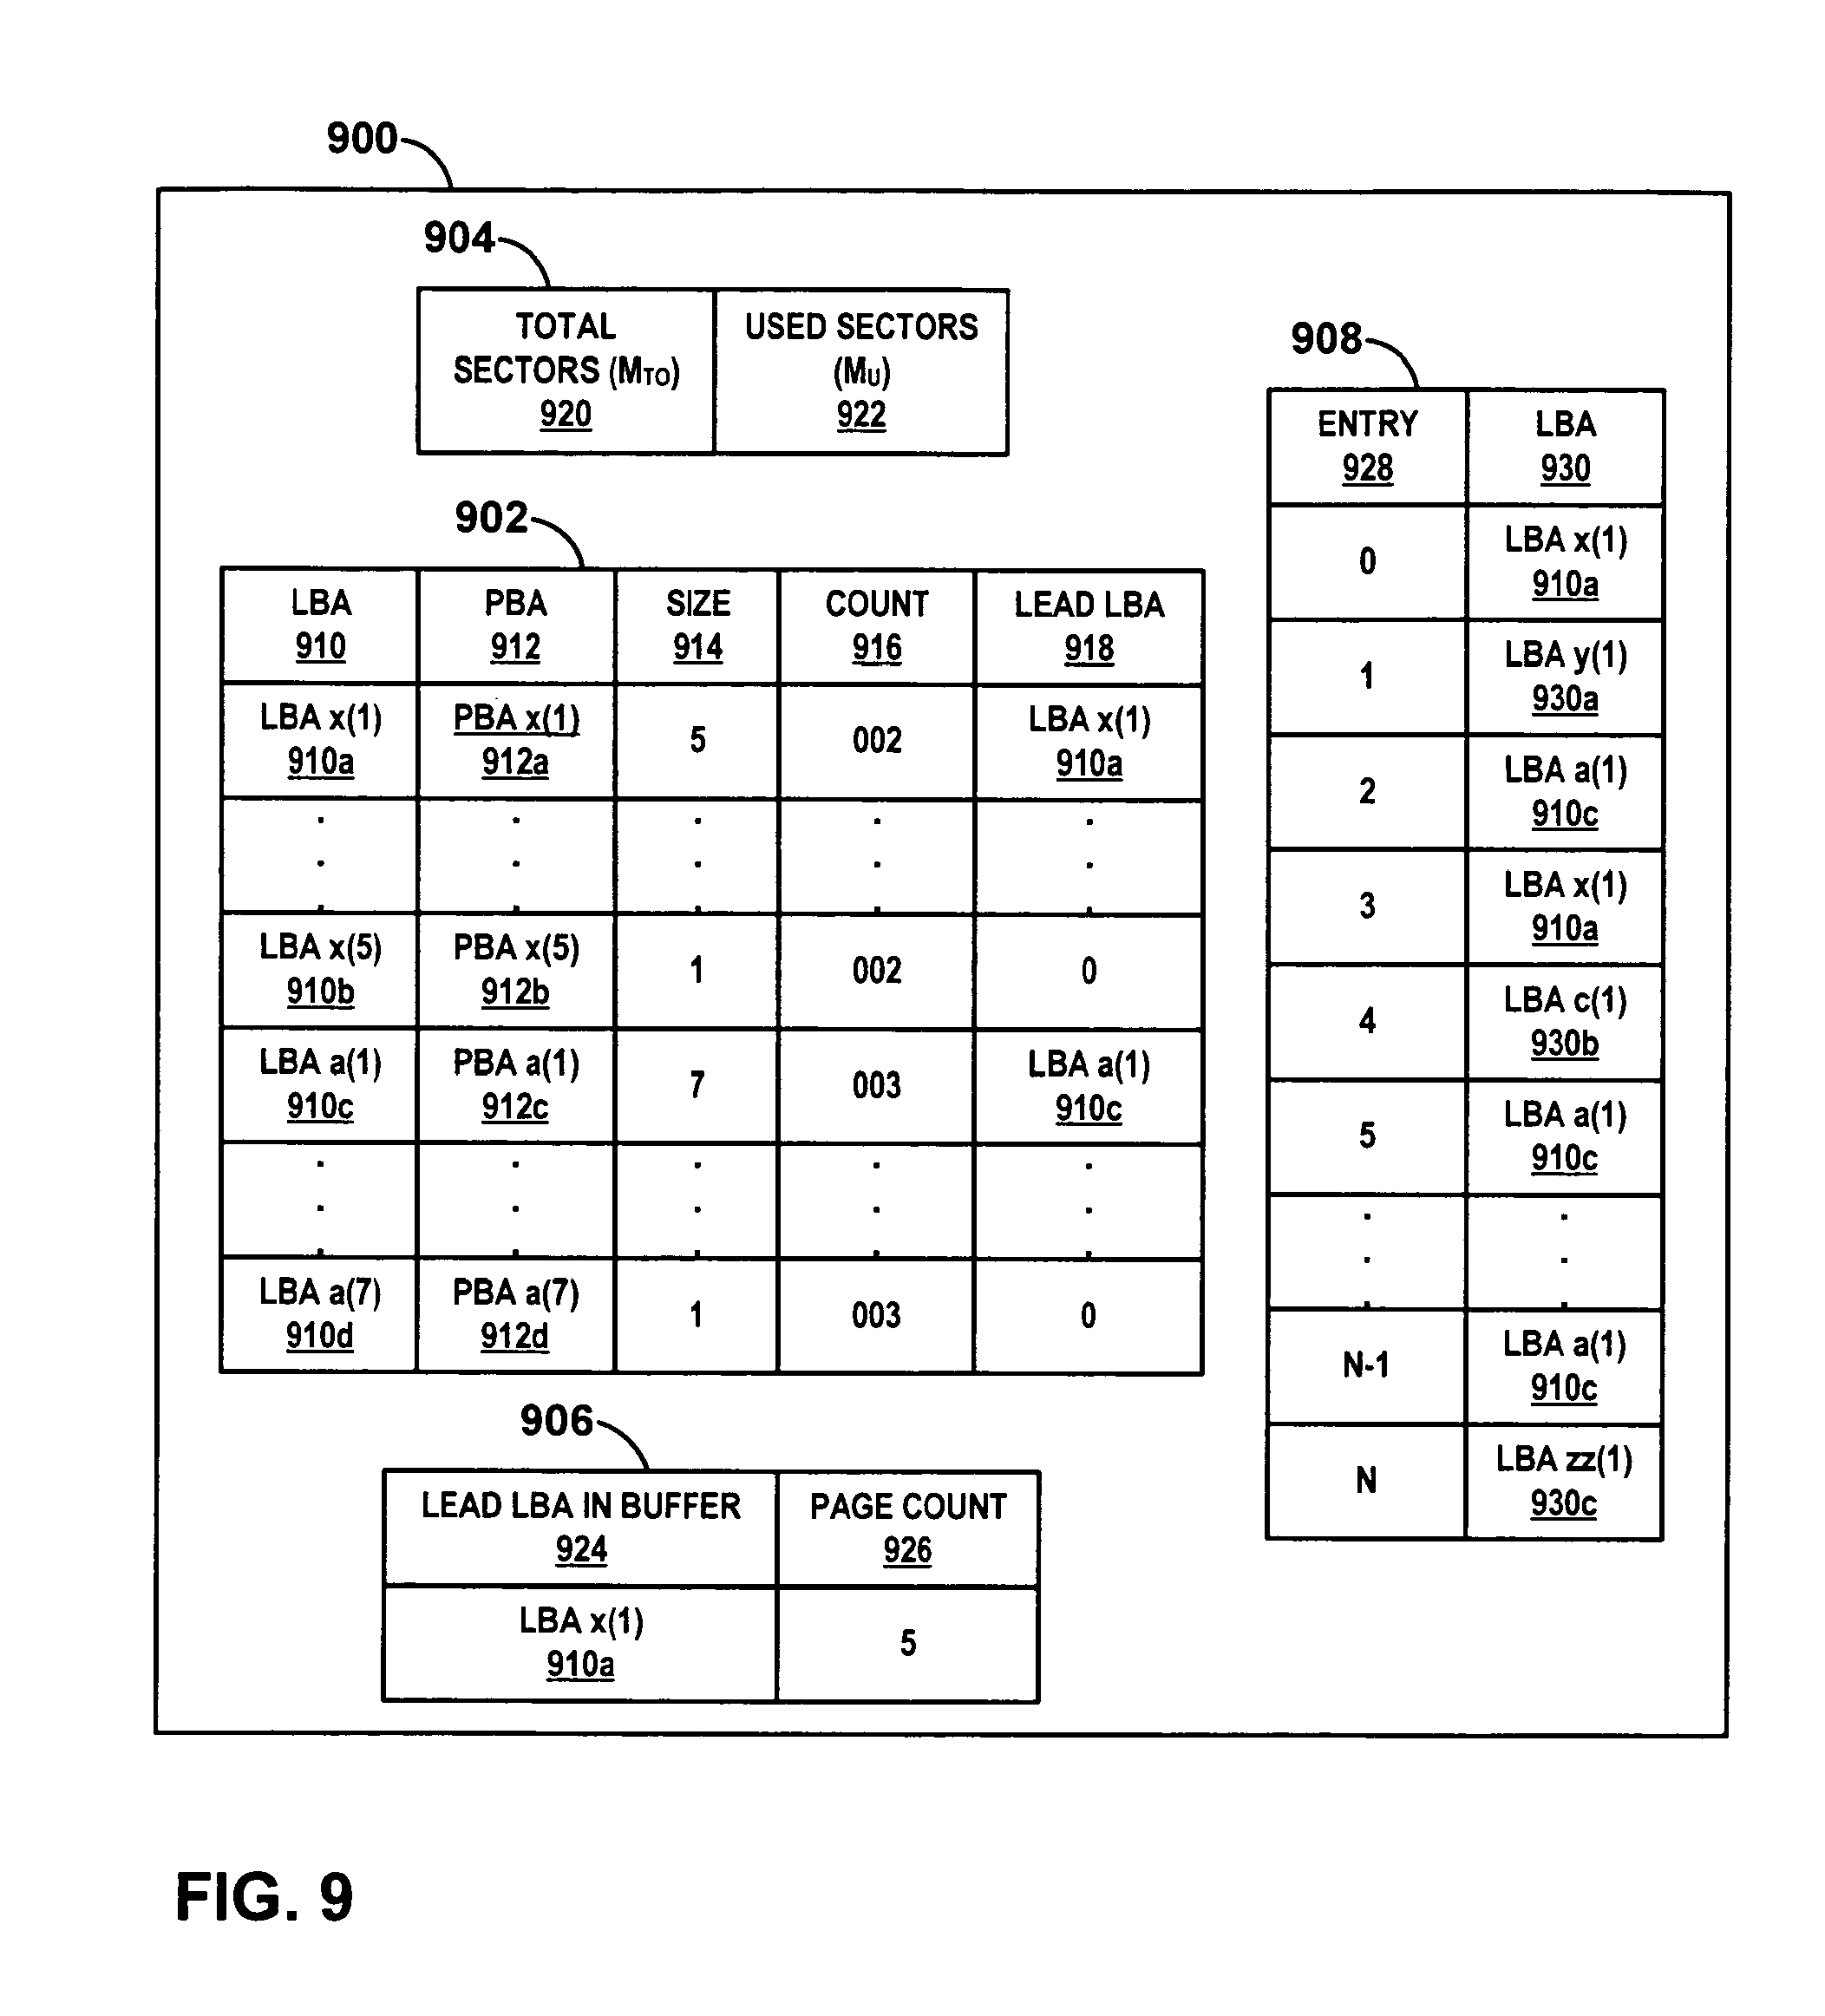 900
904
TOTAL SECTORS (MTO) 920
USED SECTORS (MU) 922
902
LBA 910 PBA 912 SIZE 914 COUNT 916 LEAD LBA 918
LBA x(1) 910a PBA x(1) 912a 5 002 LBA x(1) 910a
LBA x(5) 910b PBA x(5) 912b 1 002 0
LBA a(1) 910c PBA a(1) 912c 7 003 LBA a(1) 910c
LBA a(7) 910d PBA a(7) 912d 1 003 0
906
LEAD LBA IN BUFFER 924 PAGE COUNT 926
LBA x(1) 910a 5
908
ENTRY 928 LBA 930
0 LBA x(1) 910a
1 LBA y(1) 930a
2 LBA a(1) 910c
3 LBA x(1) 910a
4 LBA c(1) 930b
5 LBA a(1) 910c
N-1 LBA a(1) 910c
N LBA zz(1) 930c
FIG. 9